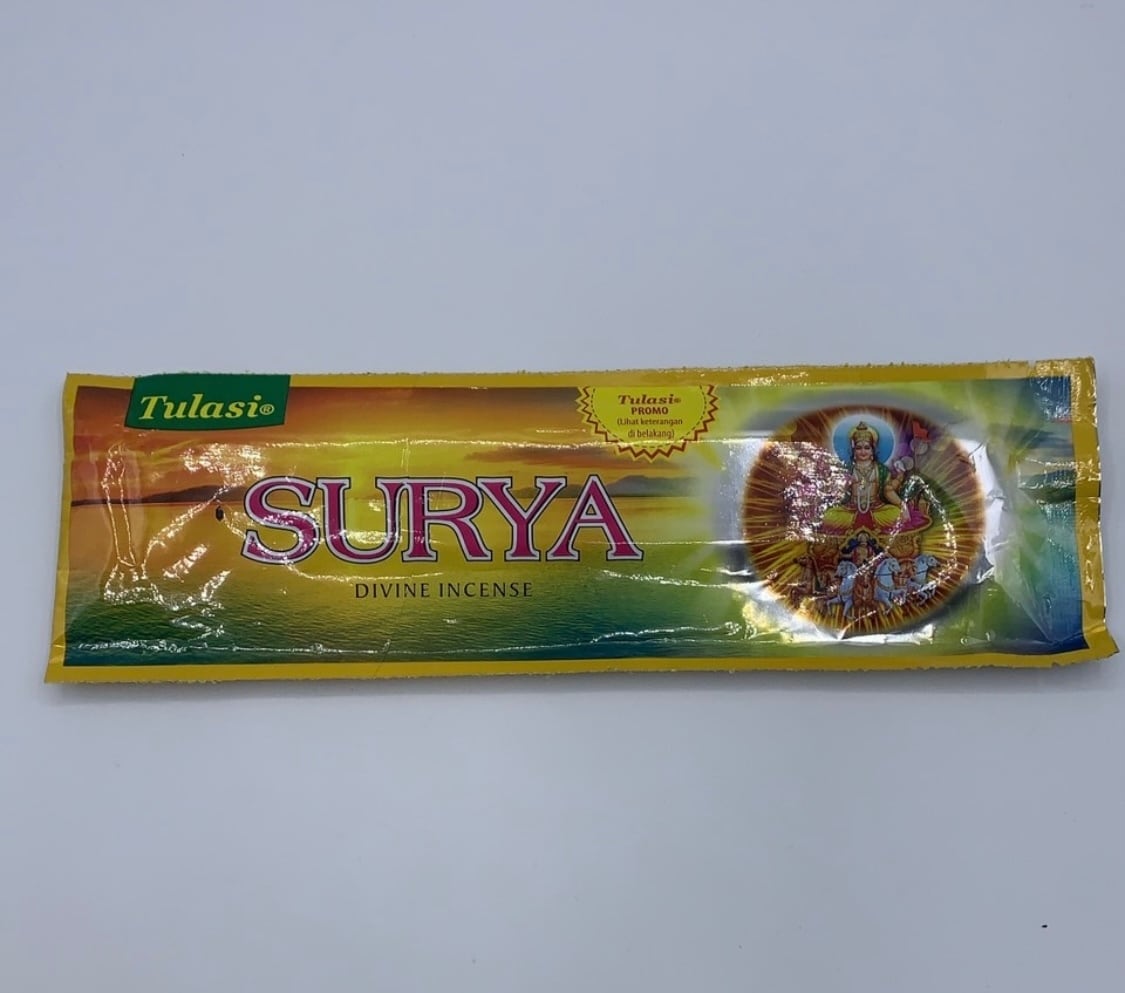 Tulasi®
Tulasi®
PROMO
(Lihat keterangan
di belakang)
SURYA
DIVINE INCENSE